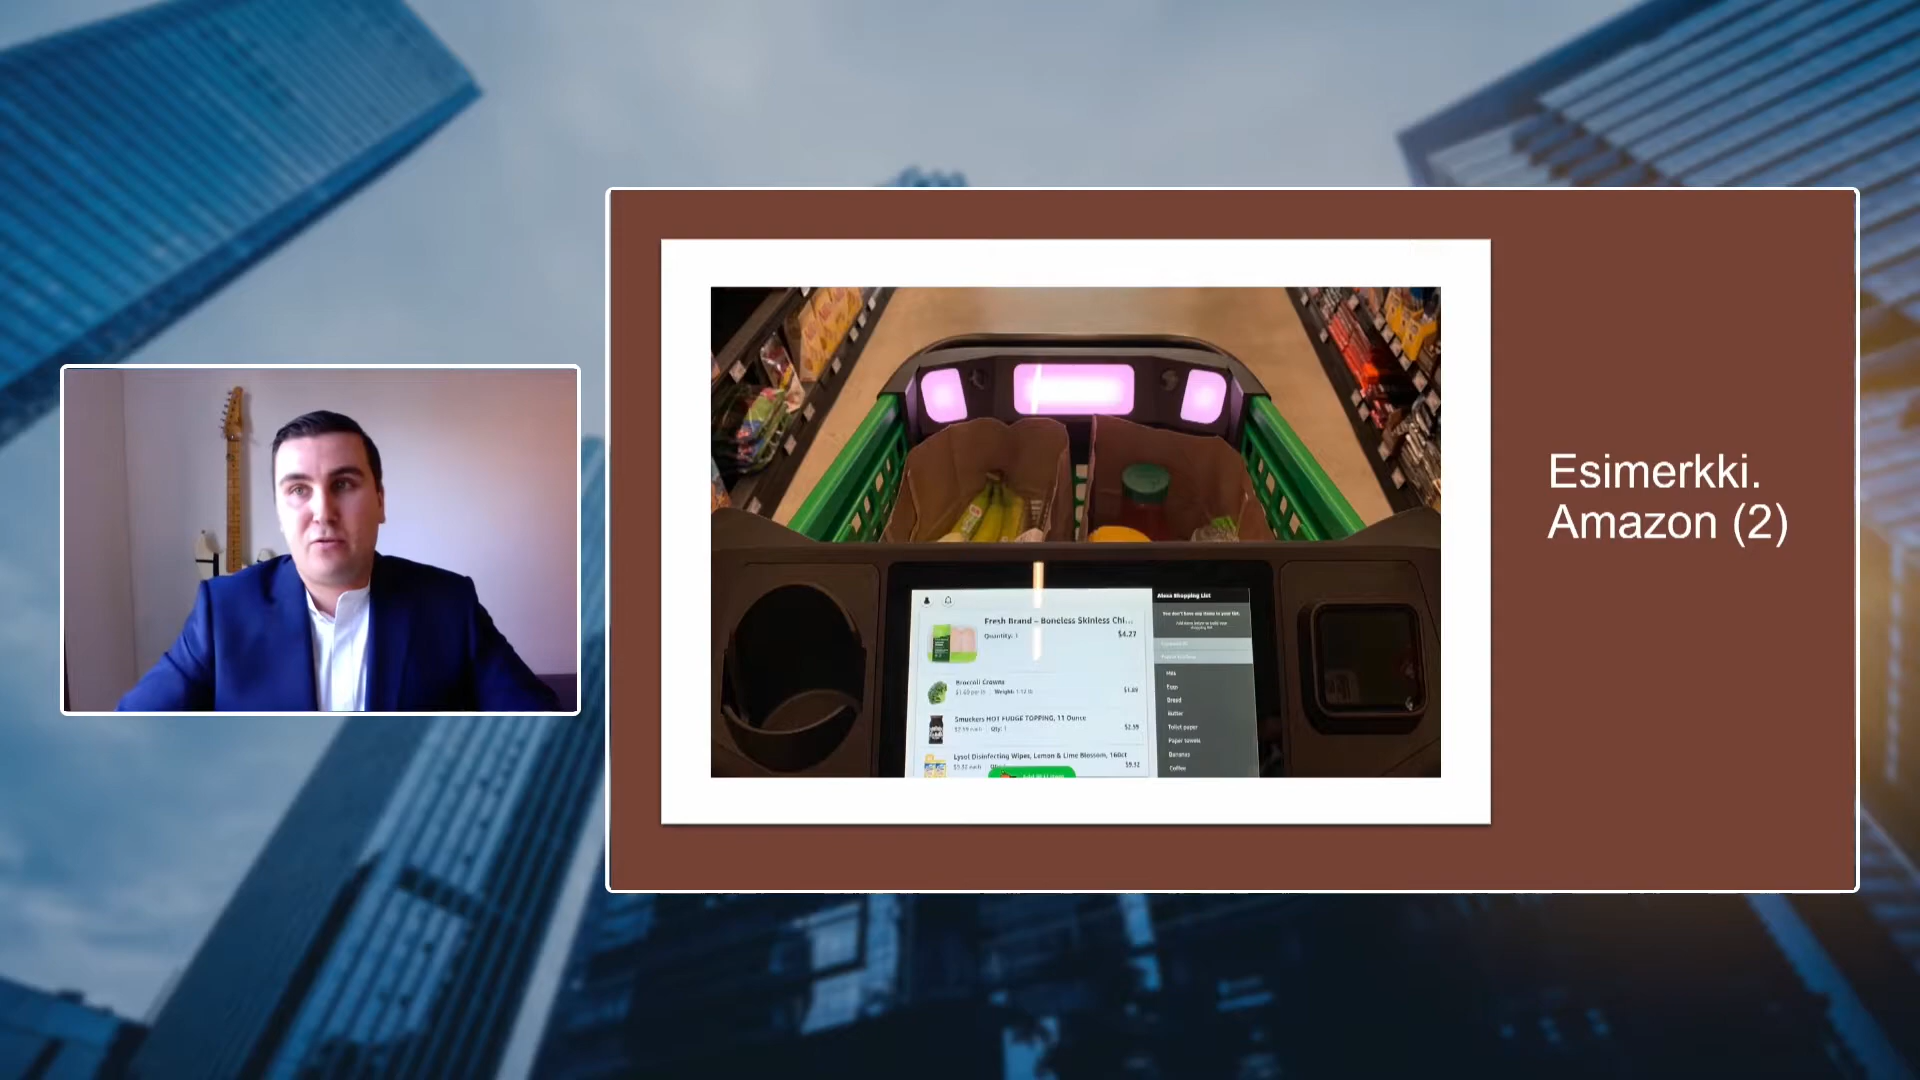 Esimerkki.
Amazon (2)
Alexa Shopping List
Fresh Brand – Boneless Skinless Chi...
Quantity: 1
$4.27
Broccoli Crowns
$1.89
Smuckers HOT FUDGE TOPPING, 11 Ounce
$2.59
Lysol Disinfecting Wipes, Lemon & Lime Blossom, 160ct
$9.32
Milk
Eggs
Bread
Butter
Toilet paper
Paper towels
Bananas
Coffee